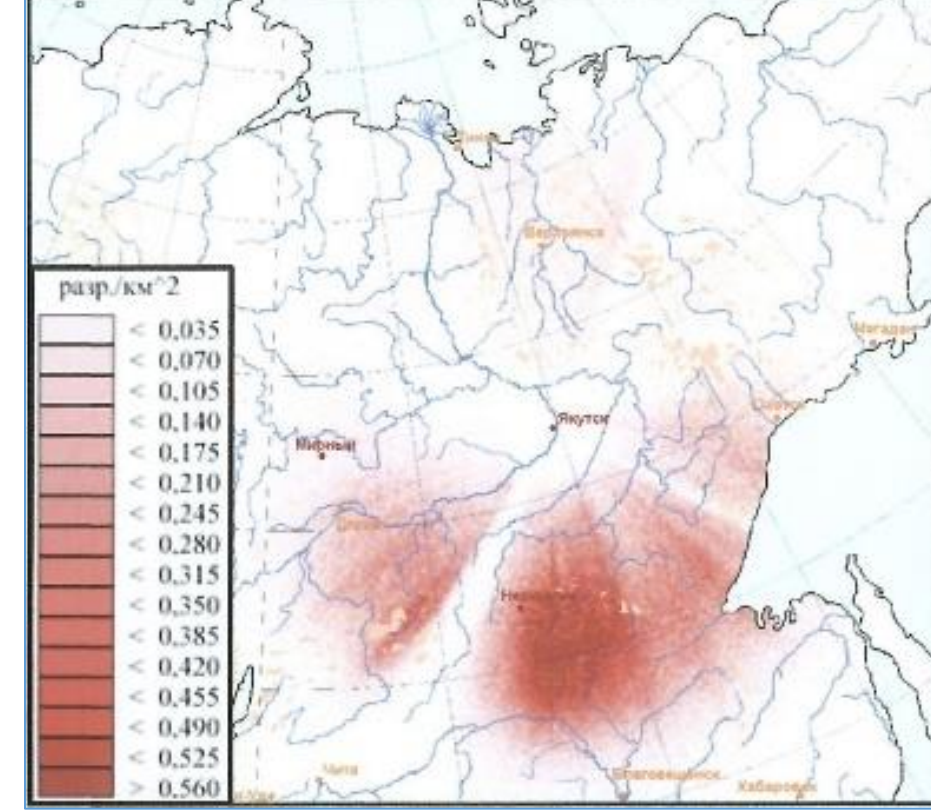 Верхоянск
разр./км^2
< 0,035
< 0,070
< 0,105
< 0,140
< 0,175
< 0,210
< 0,245
< 0,280
< 0,315
< 0,350
< 0,385
< 0,420
< 0,455
< 0,490
< 0,525
> 0,560
Магадан
Якутск
Мирный
Чита
Благовещенск
Хабаровск